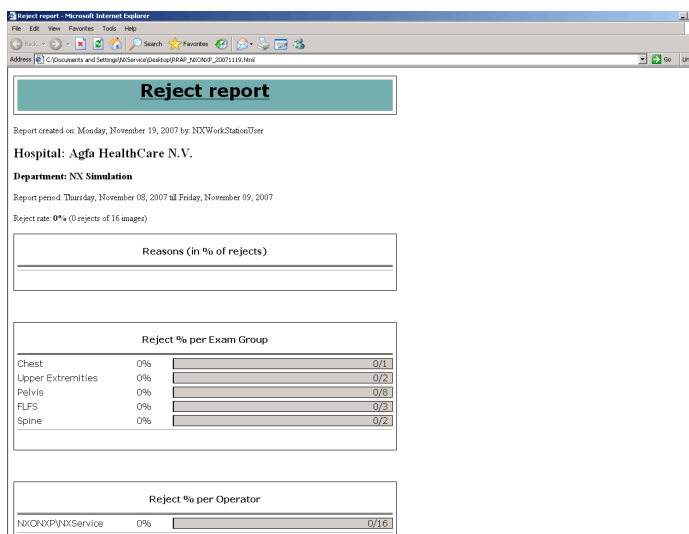 Reject report - Microsoft Internet Explorer
File Edit View Favorites Tools Help
Back Search Favorites
Address C:\Documents and Settings\NXService\Desktop\RRAP_NXONXP_20071119.html Go Lin
Reject report
Report created on: Monday, November 19, 2007 by: NXWorkStationUser
Hospital: Agfa HealthCare N.V.
Department: NX Simulation
Report period: Thursday, November 08, 2007 till Friday, November 09, 2007
Reject rate: 0% (0 rejects of 16 images)
Reasons (in % of rejects)
Reject % per Exam Group
Chest 0% 0/1
Upper Extremities 0% 0/2
Pelvis 0% 0/8
FLFS 0% 0/3
Spine 0% 0/2
Reject % per Operator
NXONXP\NXService 0% 0/16